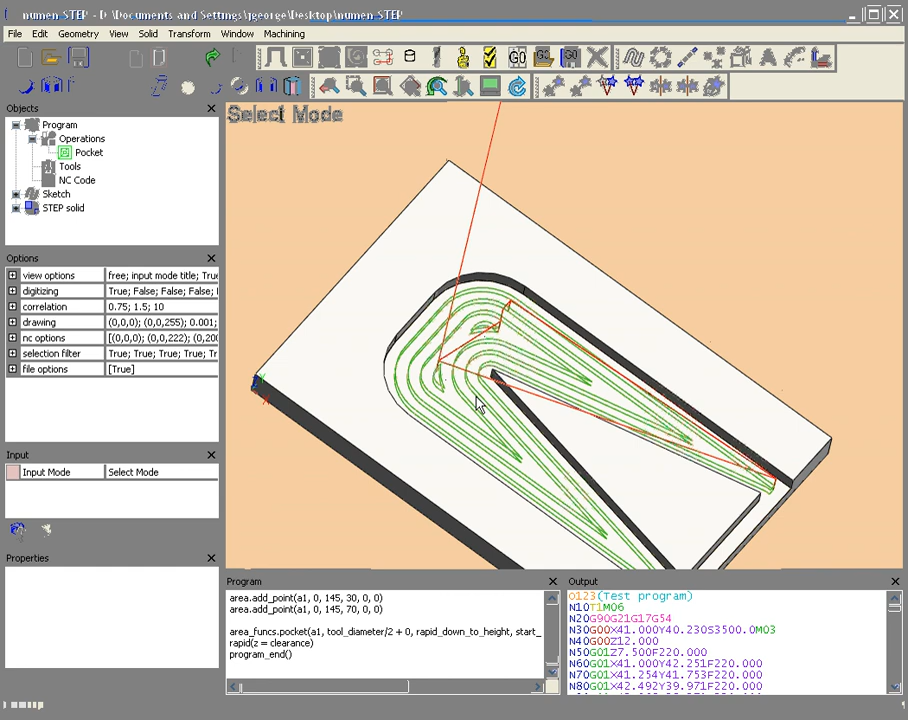 numen-STEP - D:\Documents and Settings\rgeorge\Desktop\numen-STEP
File Edit Geometry View Solid Transform Window Machining
G0
Objects
Select Mode
Program
Operations
Pocket
Tools
NC Code
Sketch
STEP solid
Options
view options free; input mode title; True
digitizing True; False; False; False;
correlation 0.75; 1.5; 10
drawing (0,0,0); (0,0,255); 0.001;
nc options [(0,0,0); (0,0,222); (0,200
selection filter True; True; True; True; T
file options [True]
Input
Input Mode Select Mode
Properties
Program
area.add_point(a1, 0, 145, 30, 0, 0)
area.add_point(a1, 0, 145, 70, 0, 0)
area_funcs.pocket(a1, tool_diameter/2 + 0, rapid_down_to_height, start_
rapid(z = clearance)
program_end()
Output
O123(Test program)
N10T1M06
N20G90G21G17G54
N30G00X41.000Y40.230S3500.0M03
N40G00Z12.000
N50G01Z7.500F220.000
N60G01X41.000Y42.251F220.000
N70G01X41.254Y41.753F220.000
N80G01X42.492Y39.971F220.000